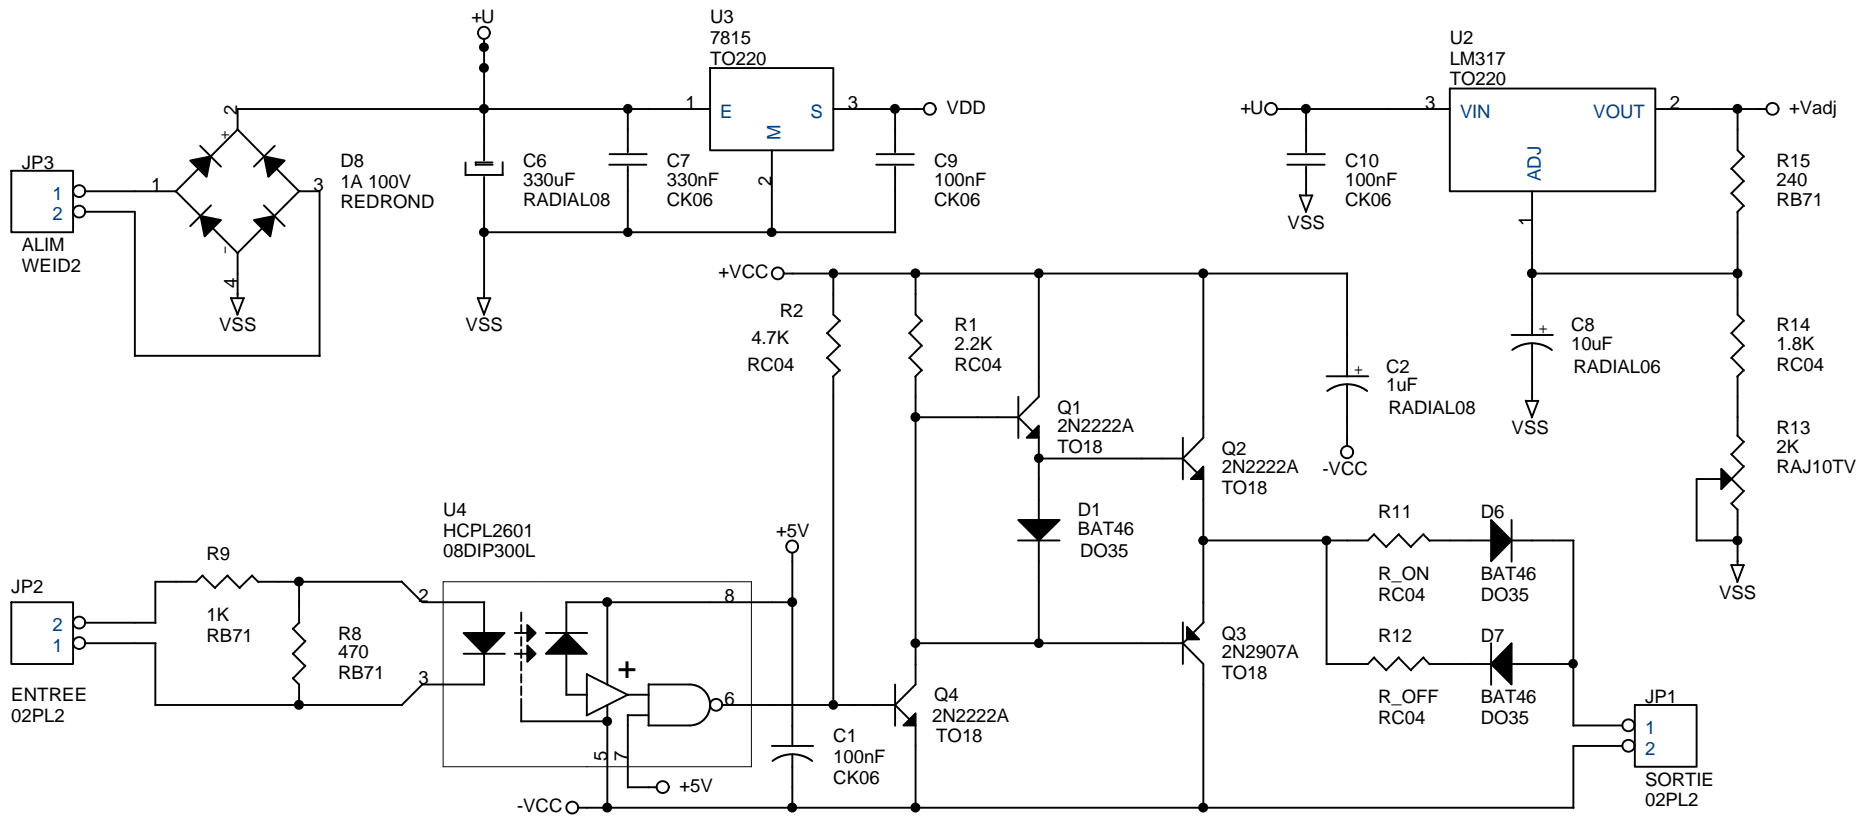 +U
U3
7815
TO220
1
E
S
3
VDD
M
2
U2
LM317
TO220
+U
3
VIN
VOUT
2
+Vadj
ADJ
1
JP3
1
2
ALIM
WEID2
1
2
+
3
-
4
VSS
D8
1A 100V
REDROND
C6
330uF
RADIAL08
VSS
C7
330nF
CK06
C9
100nF
CK06
C10
100nF
CK06
VSS
R15
240
RB71
C8
10uF
RADIAL06
+
VSS
R14
1.8K
RC04
R13
2K
RAJ10TV
VSS
+VCC
R2
4.7K
RC04
R1
2.2K
RC04
Q1
2N2222A
TO18
Q2
2N2222A
TO18
+
C2
1uF
RADIAL08
-VCC
D1
BAT46
DO35
R11
R_ON
RC04
D6
BAT46
DO35
Q3
2N2907A
TO18
R12
R_OFF
RC04
D7
BAT46
DO35
JP1
1
2
SORTIE
02PL2
JP2
2
1
ENTREE
02PL2
R9
1K
RB71
R8
470
RB71
U4
HCPL2601
08DIP300L
2
3
8
+
6
5
7
+5V
+5V
C1
100nF
CK06
Q4
2N2222A
TO18
-VCC